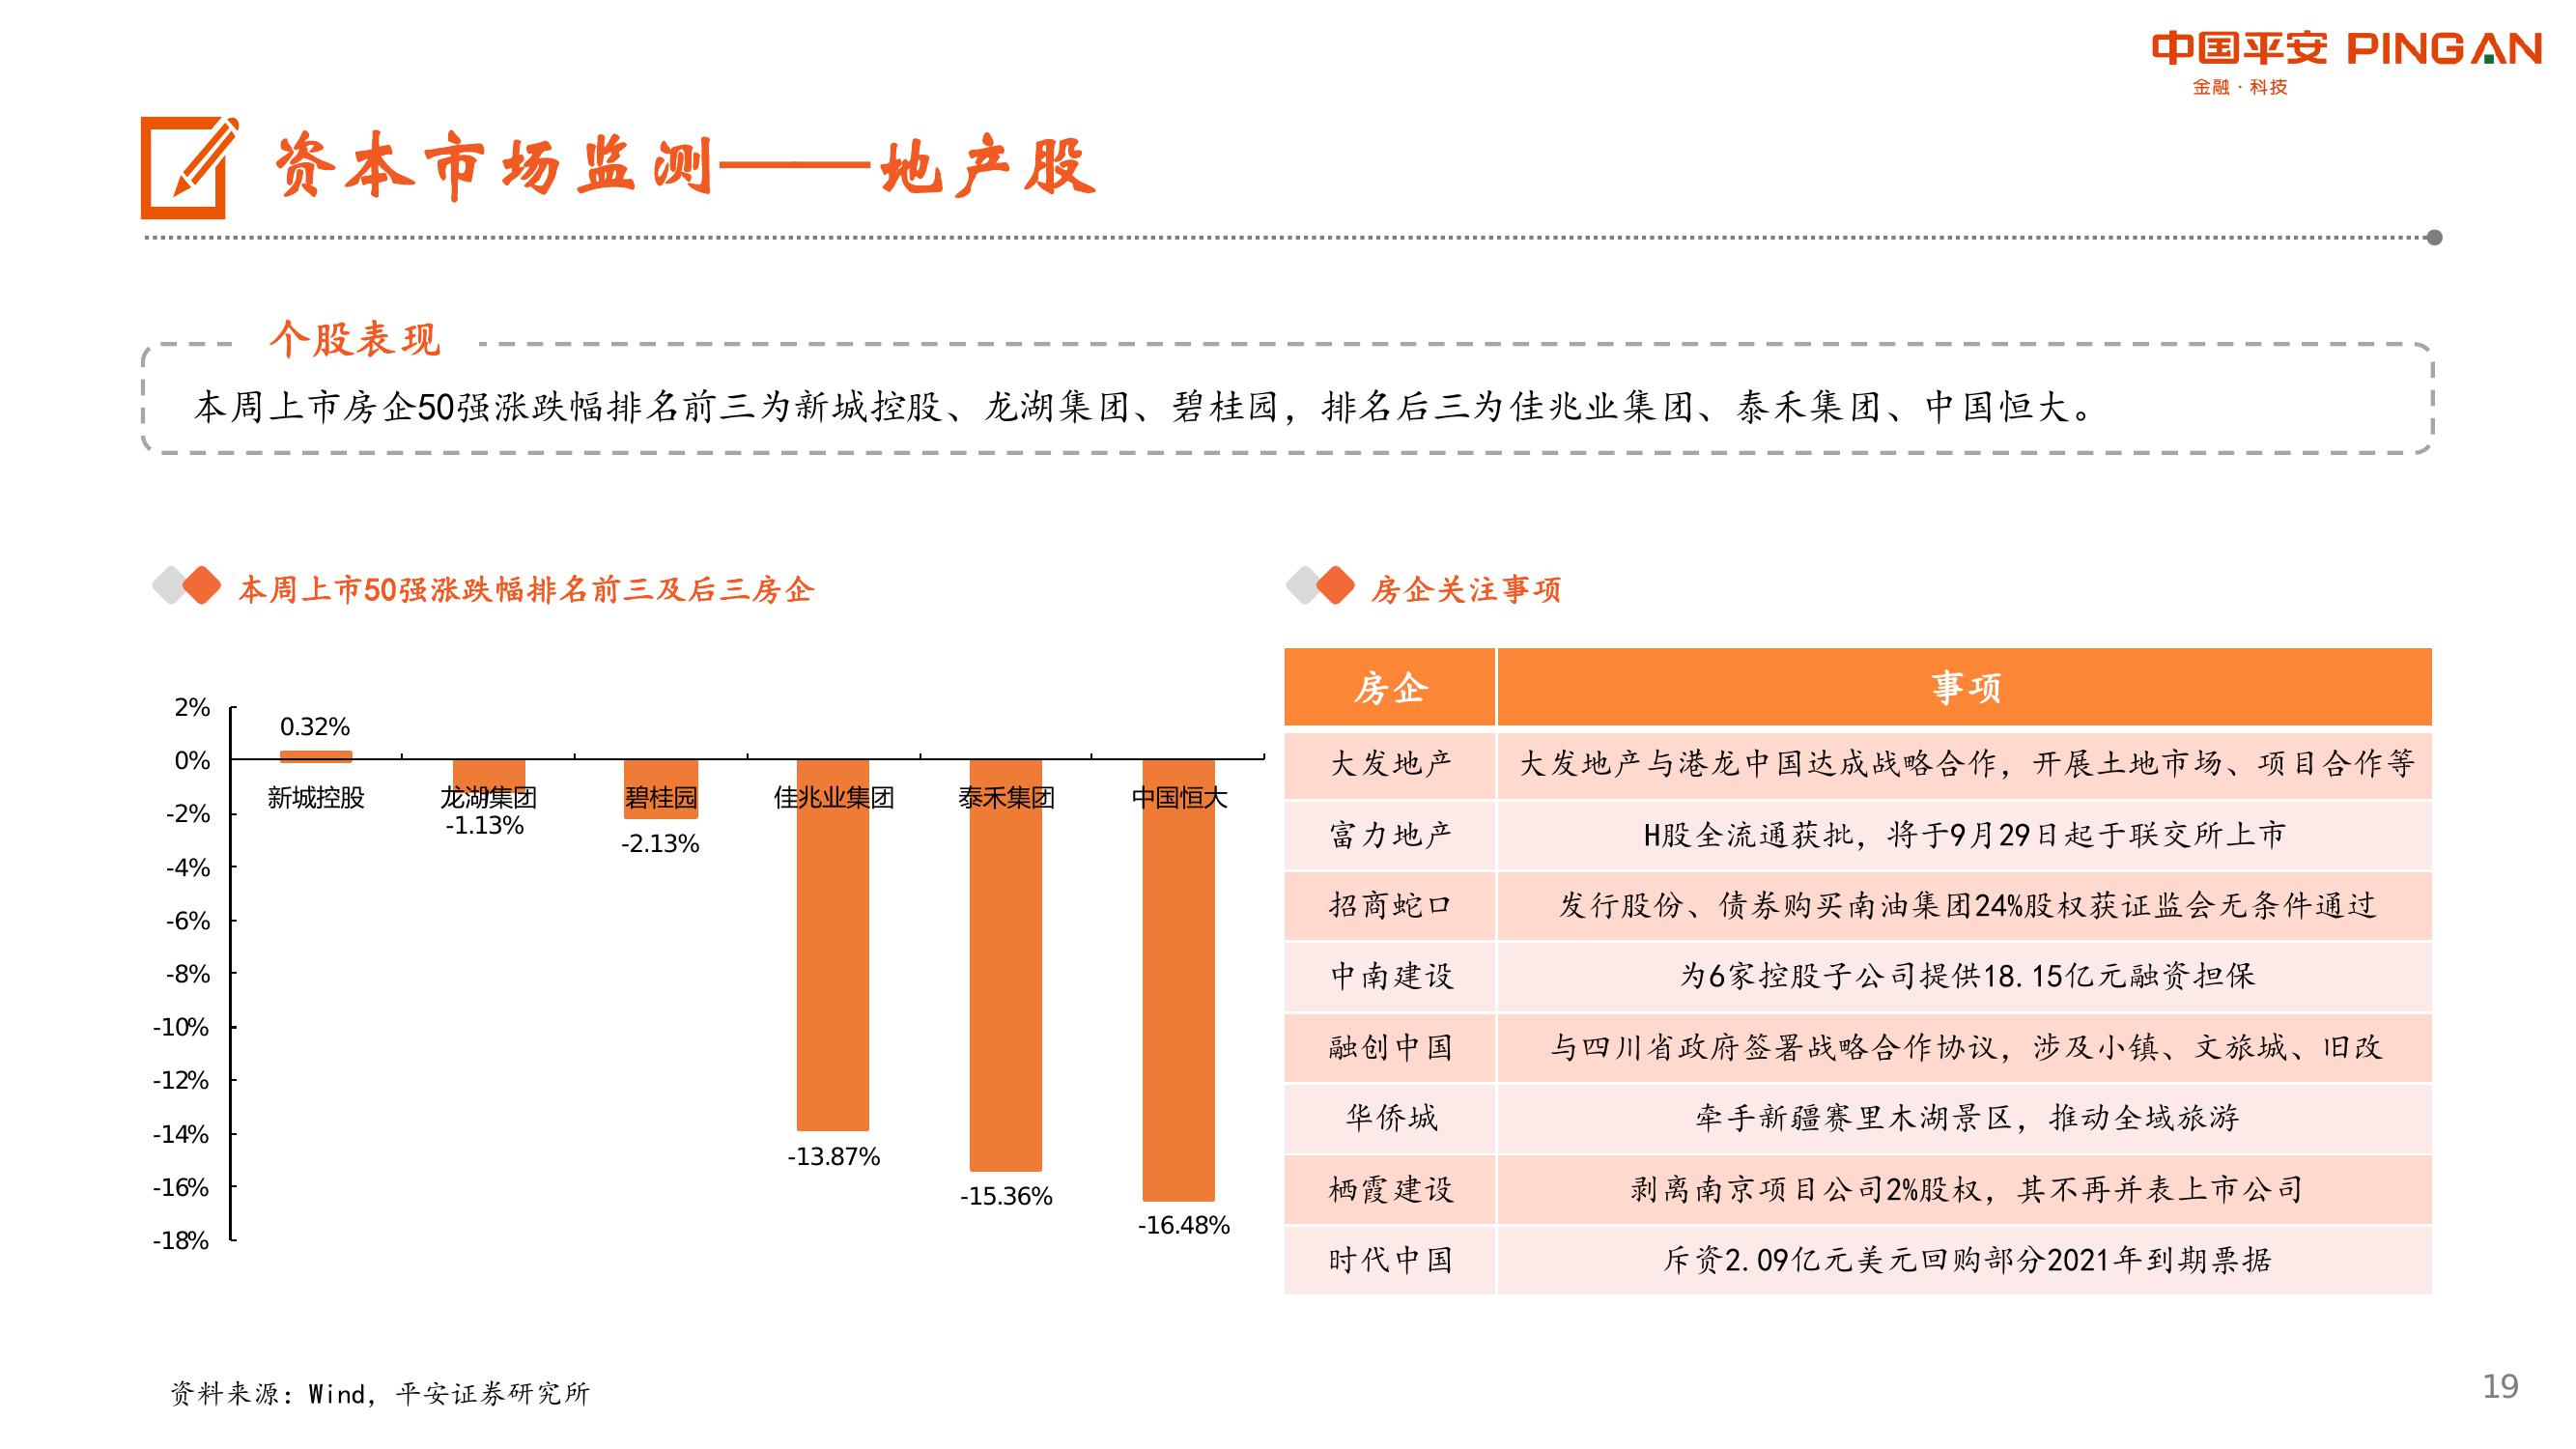 中国平安 PINGAN
金融·科技
资本市场监测——地产股
个股表现
本周上市房企50强涨跌幅排名前三为新城控股、龙湖集团、碧桂园，排名后三为佳兆业集团、泰禾集团、中国恒大。
本周上市50强涨跌幅排名前三及后三房企
2%
0%
-2%
-4%
-6%
-8%
-10%
-12%
-14%
-16%
-18%
0.32%
-1.13%
-2.13%
-13.87%
-15.36%
-16.48%
新城控股 龙湖集团 碧桂园 佳兆业集团 泰禾集团 中国恒大
房企关注事项
房企 事项
大发地产 大发地产与港龙中国达成战略合作，开展土地市场、项目合作等
富力地产 H股全流通获批，将于9月29日起于联交所上市
招商蛇口 发行股份、债券购买南油集团24%股权获证监会无条件通过
中南建设 为6家控股子公司提供18.15亿元融资担保
融创中国 与四川省政府签署战略合作协议，涉及小镇、文旅城、旧改
华侨城 牵手新疆赛里木湖景区，推动全域旅游
栖霞建设 剥离南京项目公司2%股权，其不再并表上市公司
时代中国 斥资2.09亿元美元回购部分2021年到期票据
资料来源：Wind，平安证券研究所
19